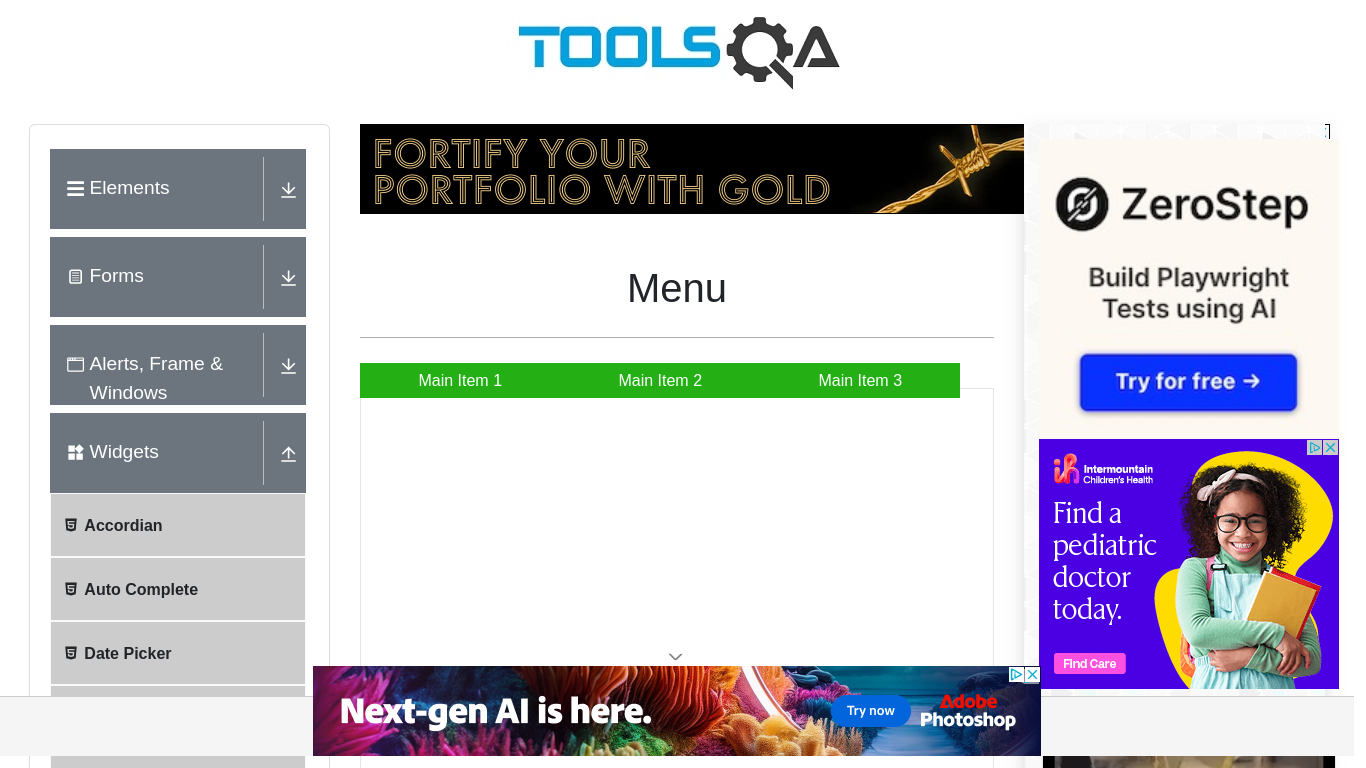 TOOLSQA
Elements
Forms
Alerts, Frame &
Windows
Widgets
Accordian
Auto Complete
Date Picker
FORTIFY YOUR
PORTFOLIO WITH GOLD
Menu
Main Item 1
Main Item 2
Main Item 3
ZeroStep
Build Playwright
Tests using AI
Try for free →
Intermountain
Children's Health
Find a
pediatric
doctor
today.
Find Care
Next-gen AI is here.
Try now
Adobe
Photoshop